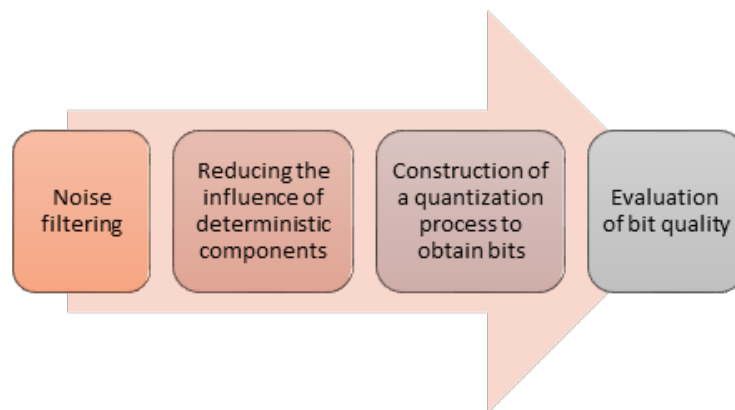 Noise
filtering
Reducing the
influence of
deterministic
components
Construction of
a quantization
process to
obtain bits
Evaluation
of bit quality